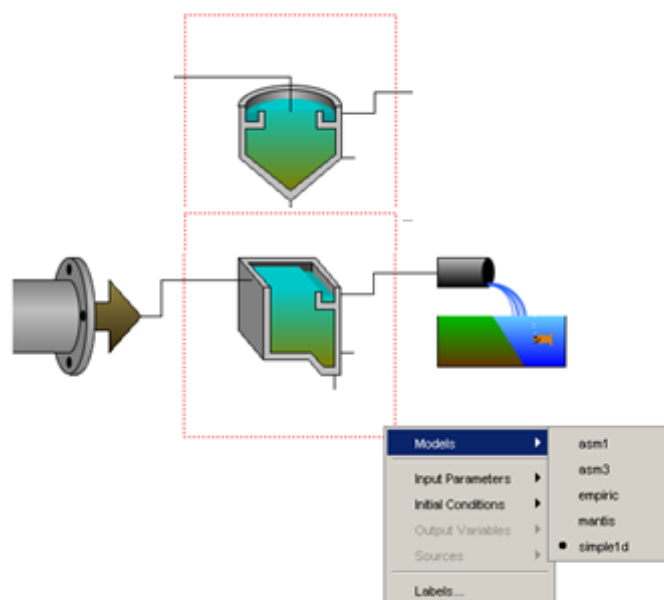 Models
Input Parameters
Initial Conditions
Output Variables
Sources
Labels...
asm1
asm3
empiric
mantis
simple1d